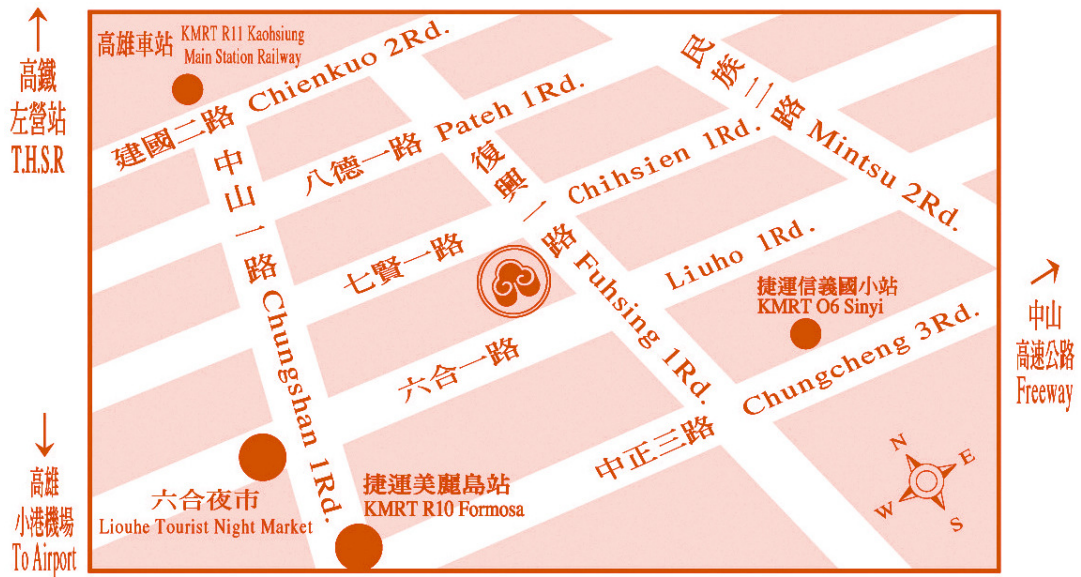 高鐵
左營站
T.H.S.R
高雄車站
KMRT R11 Kaohsiung
Main Station Railway
建國二路 Chienkuo 2Rd.
八德一路 Pateh 1Rd.
七賢一路 Chihsien 1Rd.
六合一路 Liuho 1Rd.
中正三路 Chungcheng 3Rd.
中山一路 Chungshan 1Rd.
復興一路 Fuhsing 1Rd.
民族二路 Mintsu 2Rd.
捷運信義國小站
KMRT O6 Sinyi
中山
高速公路
Freeway
六合夜市
Liouhe Tourist Night Market
捷運美麗島站
KMRT R10 Formosa
高雄
小港機場
To Airport
N
E
W
S